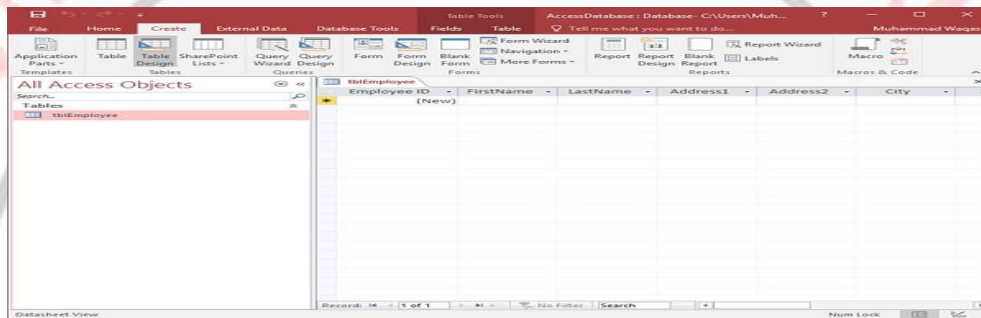 Table Tools AccessDatabase : Database- C:\Users\Muh... ?
File Home Create External Data Database Tools Fields Table Tell me what you want to do... Muhammad Waqas
Application Parts Table Table Design SharePoint Lists Query Wizard Query Design Form Form Design Blank Form Form Wizard Navigation More Forms Report Report Design Blank Report Report Wizard Labels Macro
Templates Tables Queries Forms Reports Macros & Code
All Access Objects
Search...
Tables
tblEmployee
tblEmployee
Employee ID FirstName LastName Address1 Address2 City
(New)
Record: 1 of 1 No Filter Search
Datasheet View Num Lock